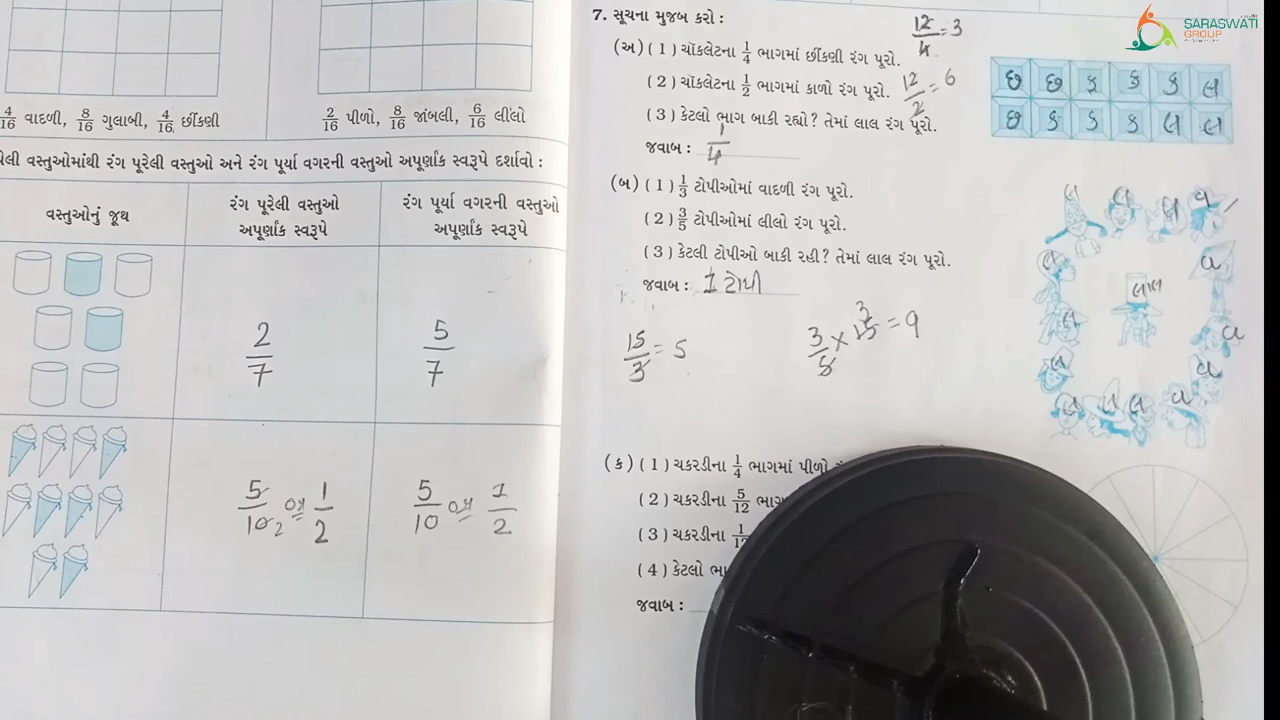 4/16 વાદળી, 8/16 ગુલાબી, 4/16 છીંકણી
2/16 પીળો, 8/16 જાંબલી, 6/16 લીલો
વસ્તુઓમાંથી રંગ પૂરેલી વસ્તુઓ અને રંગ પૂર્યા વગરની વસ્તુઓ અપૂર્ણાંક સ્વરૂપે દર્શાવો :
વસ્તુઓનું જૂથ
રંગ પૂરેલી વસ્તુઓ
અપૂર્ણાંક સ્વરૂપે
રંગ પૂર્યા વગરની વસ્તુઓ
અપૂર્ણાંક સ્વરૂપે
2/7
5/7
5/10 2 અથ 1/2
5/10 અથ 1/2
7. સૂચના મુજબ કરો :
12/4 = 3
(અ) (1) ચૉકલેટના 1/4 ભાગમાં છીંકણી રંગ પૂરો.
(2) ચૉકલેટના 1/2 ભાગમાં કાળો રંગ પૂરો. 12/2 = 6
(3) કેટલો ભાગ બાકી રહ્યો? તેમાં લાલ રંગ પૂરો.
જવાબ : 1/4
છ છ ક ક ક લ
છ ક ક ક લ લ
(બ) (1) 1/3 ટોપીઓમાં વાદળી રંગ પૂરો.
(2) 3/5 ટોપીઓમાં લીલો રંગ પૂરો.
(3) કેટલી ટોપીઓ બાકી રહી? તેમાં લાલ રંગ પૂરો.
જવાબ : 1 ટોપી
લાલ
15/3 = 5
3/5 × 15 3 = 9
(ક) (1) ચકરડીના 1/4 ભાગમાં પીળો
(2) ચકરડીના 5/12
(3) ચકરડીના
(4) કેટલો
જવાબ :
SARASWATI
GROUP